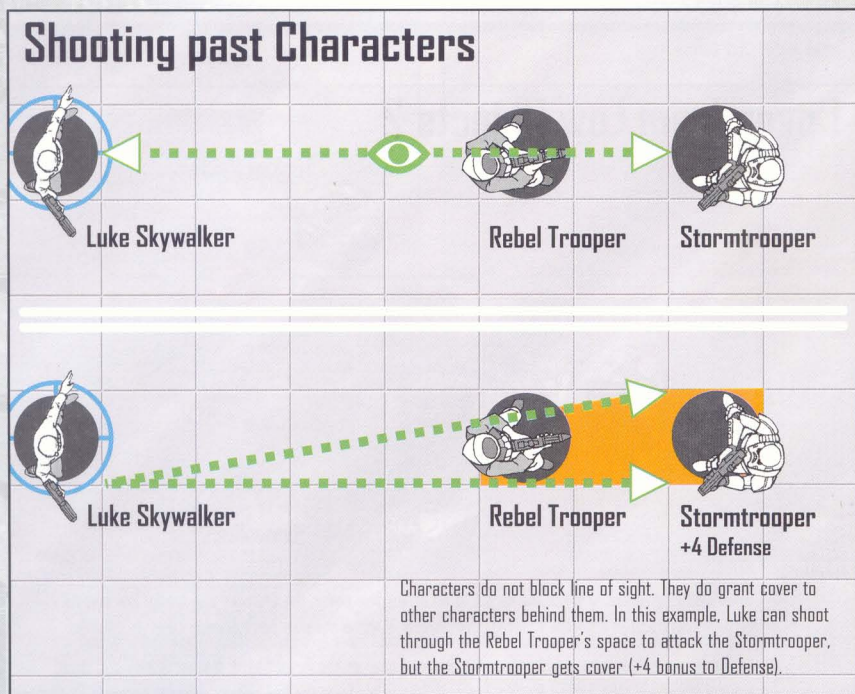 Shooting past Characters
Luke Skywalker
Rebel Trooper
Stormtrooper
Luke Skywalker
Rebel Trooper
Stormtrooper
+4 Defense
Characters do not block line of sight. They do grant cover to
other characters behind them. In this example, Luke can shoot
through the Rebel Trooper's space to attack the Stormtrooper,
but the Stormtrooper gets cover (+4 bonus to Defense).